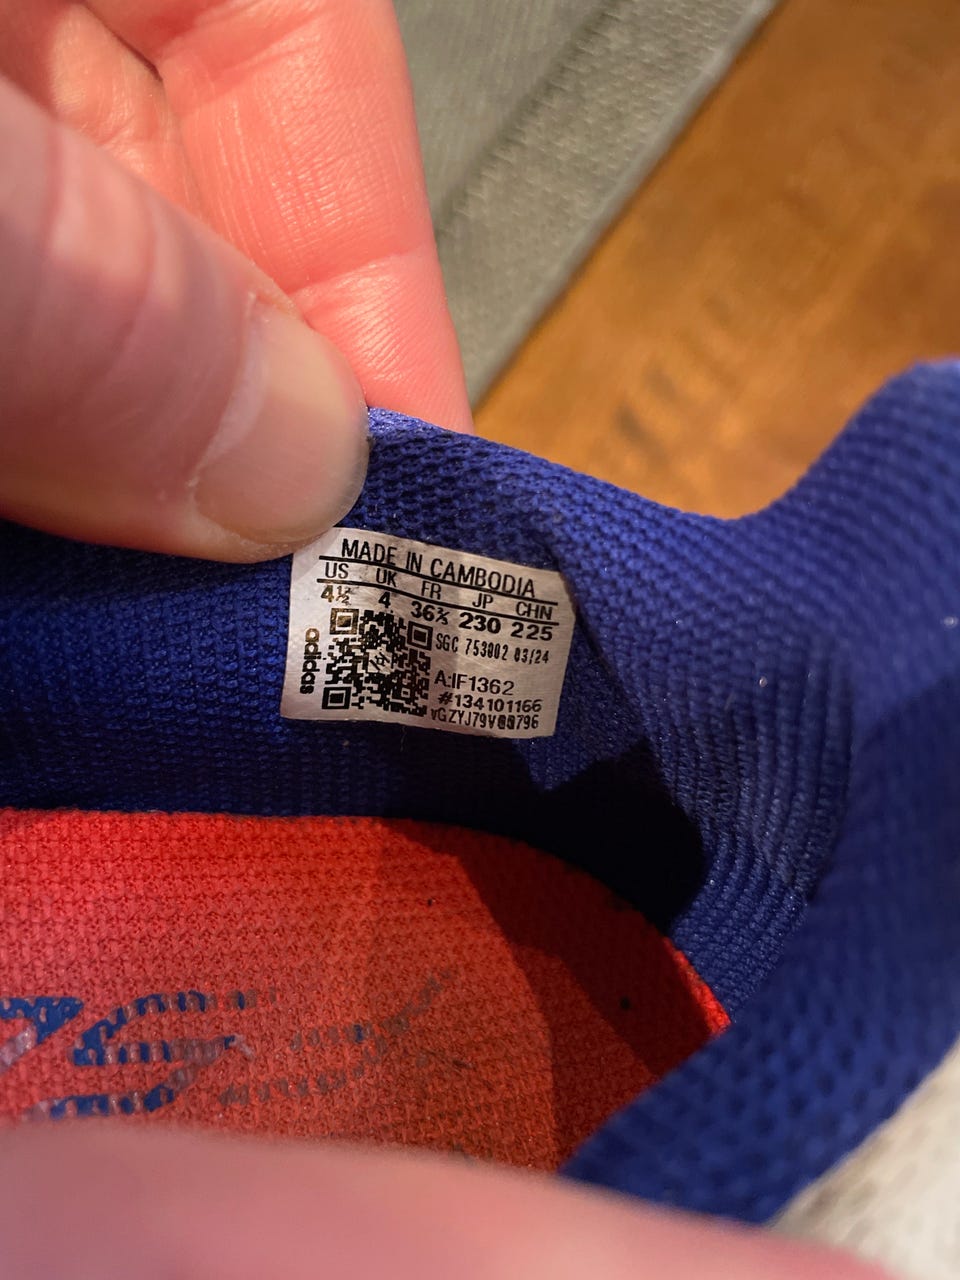 MADE IN CAMBODIA
US UK FR JP CHN
4½ 4 36⅔ 230 225
SGC 753002 03/24
adidas
A:IF1362
#134101166